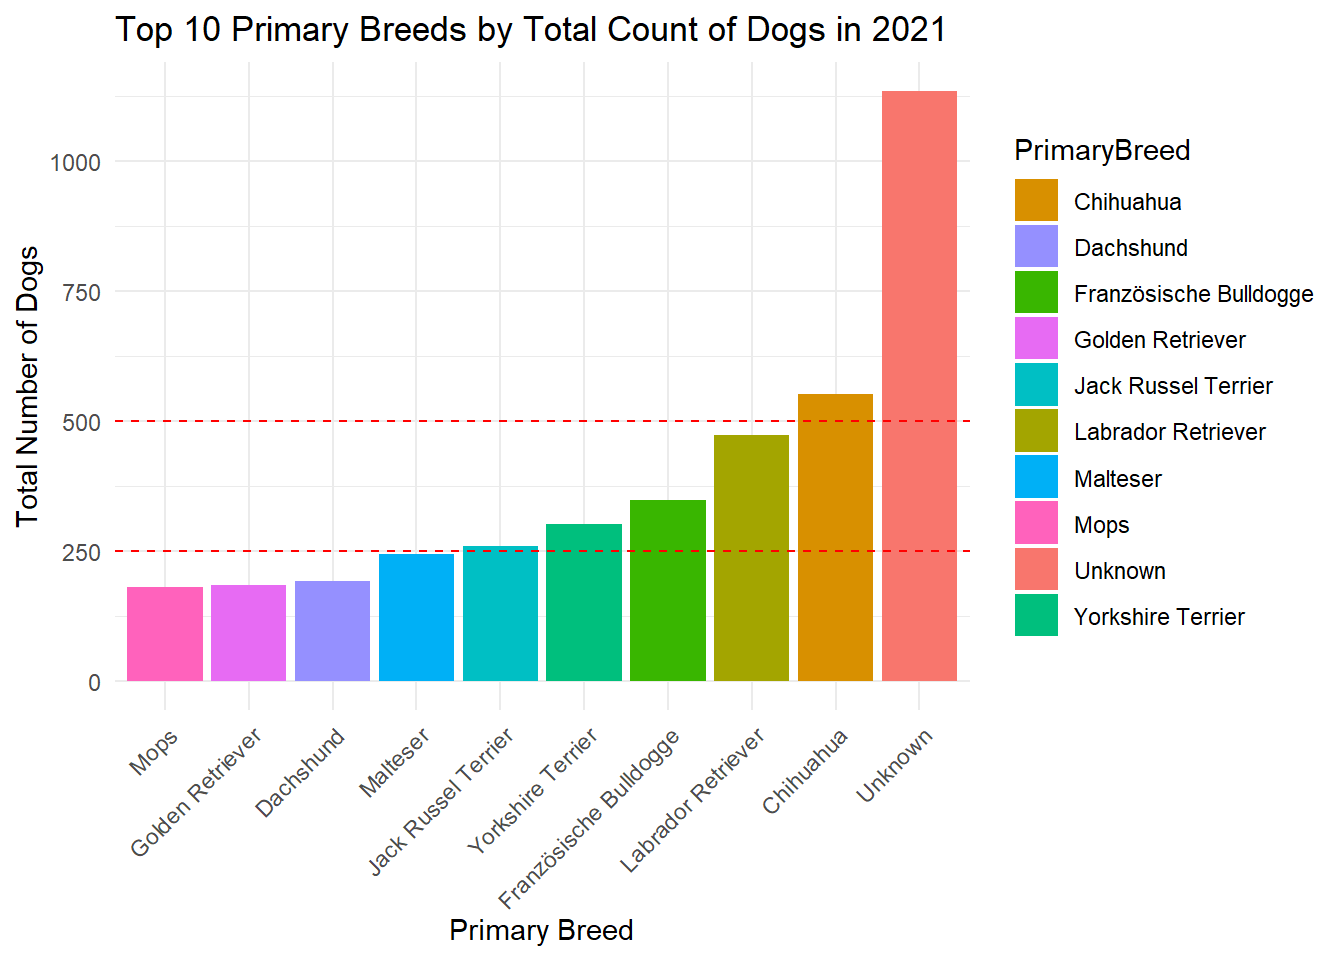 Top 10 Primary Breeds by Total Count of Dogs in 2021
Total Number of Dogs
1000
750
500
250
0
Mops
Golden Retriever
Dachshund
Malteser
Jack Russel Terrier
Yorkshire Terrier
Französische Bulldogge
Labrador Retriever
Chihuahua
Unknown
Primary Breed
PrimaryBreed
Chihuahua
Dachshund
Französische Bulldogge
Golden Retriever
Jack Russel Terrier
Labrador Retriever
Malteser
Mops
Unknown
Yorkshire Terrier